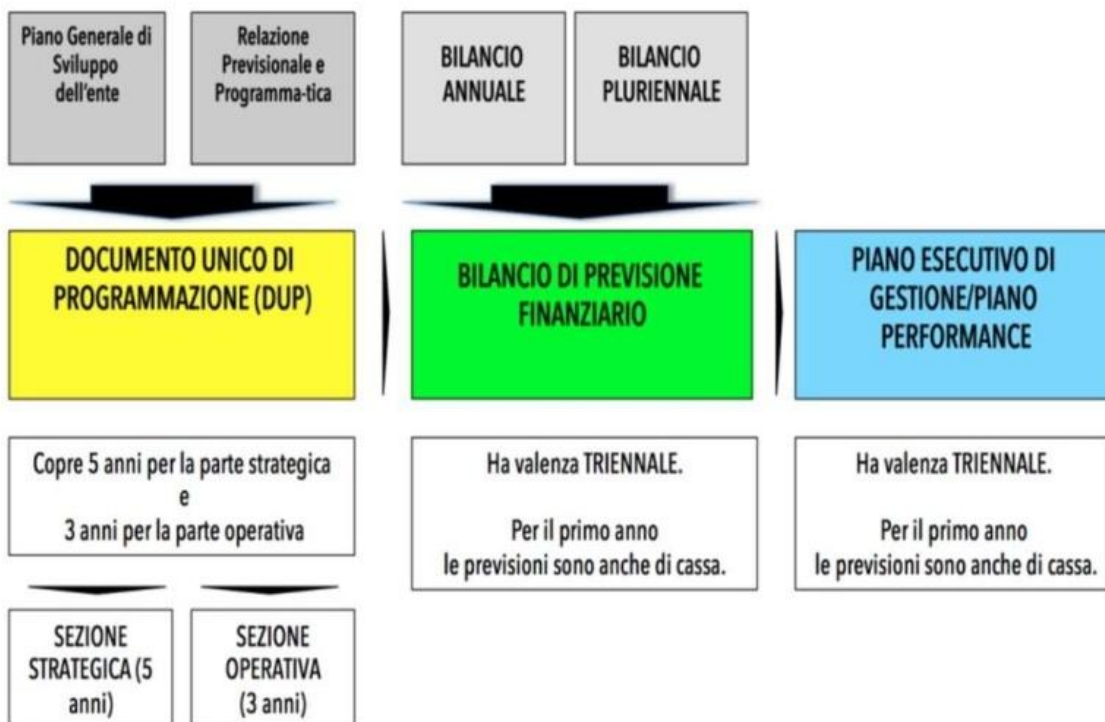 Piano Generale di
Sviluppo
dell'ente
Relazione
Previsionale e
Programma-tica
BILANCIO
ANNUALE
BILANCIO
PLURIENNALE
DOCUMENTO UNICO DI
PROGRAMMAZIONE (DUP)
BILANCIO DI PREVISIONE
FINANZIARIO
PIANO ESECUTIVO DI
GESTIONE/PIANO
PERFORMANCE
Copre 5 anni per la parte strategica
e
3 anni per la parte operativa
Ha valenza TRIENNALE.
Per il primo anno
le previsioni sono anche di cassa.
Ha valenza TRIENNALE.
Per il primo anno
le previsioni sono anche di cassa.
SEZIONE
STRATEGICA (5
anni)
SEZIONE
OPERATIVA
(3 anni)